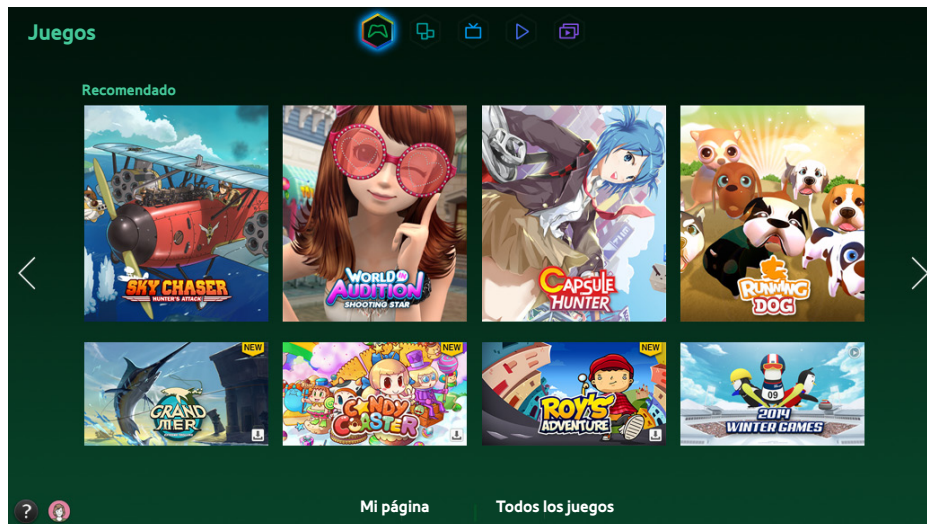 Juegos
Recomendado
SKY CHASER
HUNTER'S ATTACK
WORLD IN
AUDITION
SHOOTING STAR
CAPSULE
HUNTER
RUNNING
DOG
NEW
GRAND
MER
NEW
CANDY
COASTER
NEW
ROY'S
ADVENTURE
09
2014
WINTER GAMES
?
Mi página
Todos los juegos